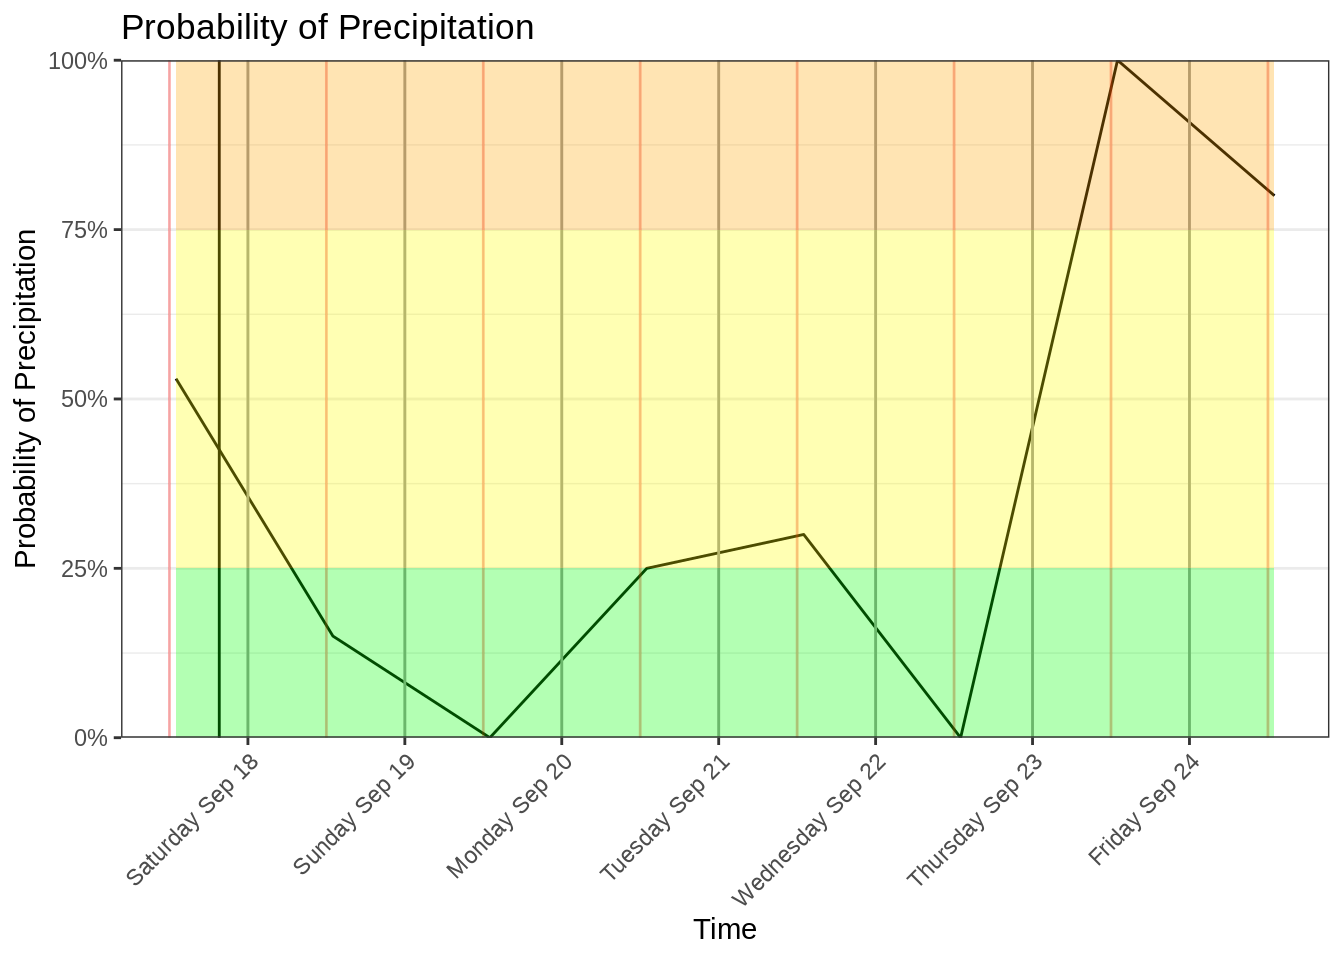 Probability of Precipitation
Probability of Precipitation
100%
75%
50%
25%
0%
Saturday Sep 18
Sunday Sep 19
Monday Sep 20
Tuesday Sep 21
Wednesday Sep 22
Thursday Sep 23
Friday Sep 24
Time